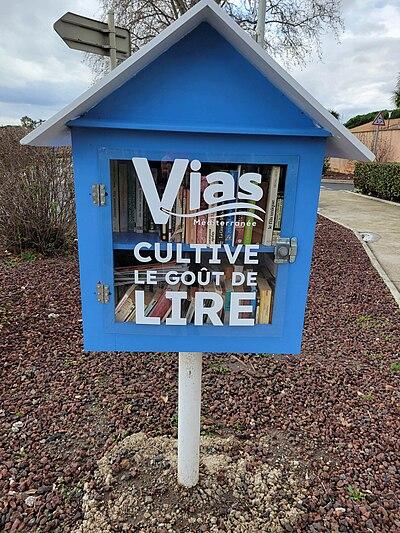 Vias
Méditerranée
CULTIVE
LE GOÛT DE
LIRE